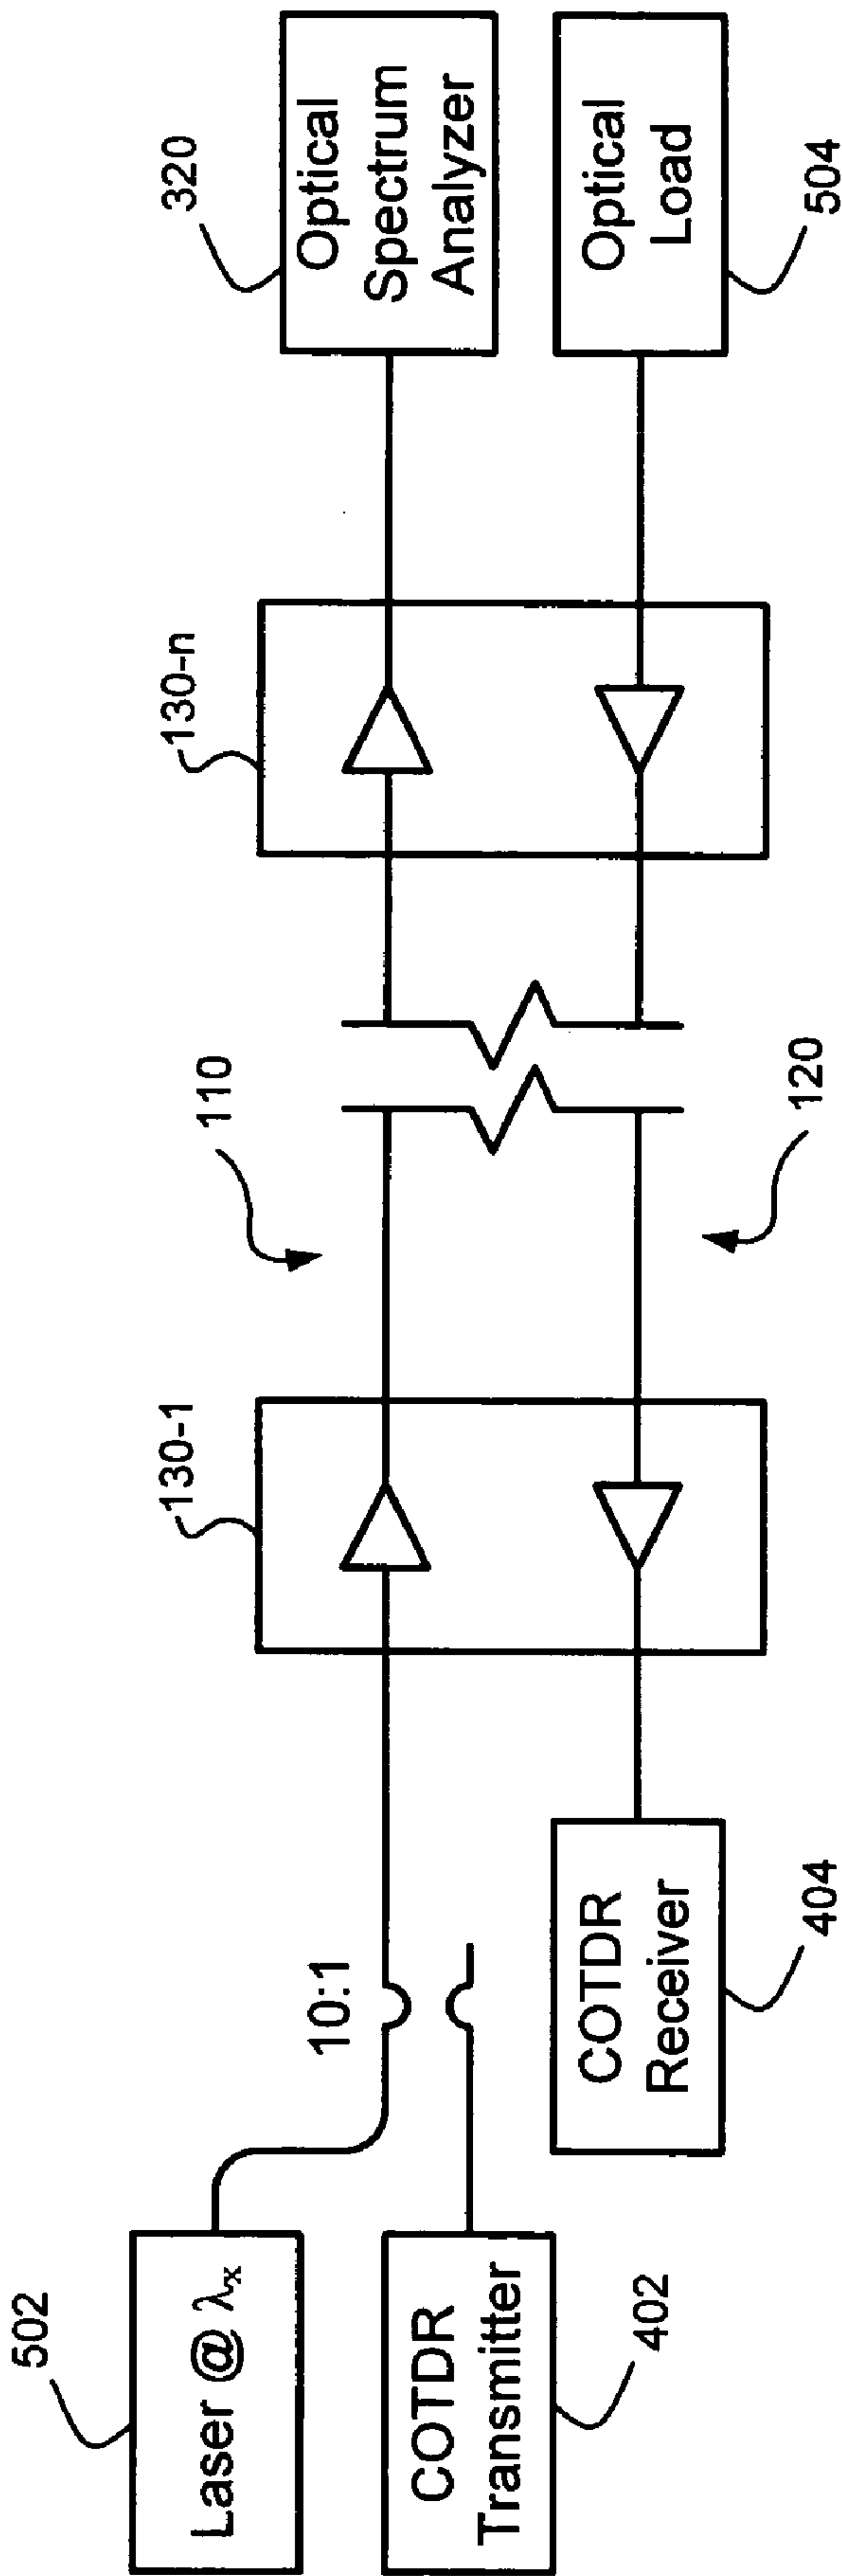 502
Laser @ λx
COTDR
Transmitter
402
10:1
COTDR
Receiver
404
130-1
110
120
130-n
320
Optical
Spectrum
Analyzer
Optical
Load
504